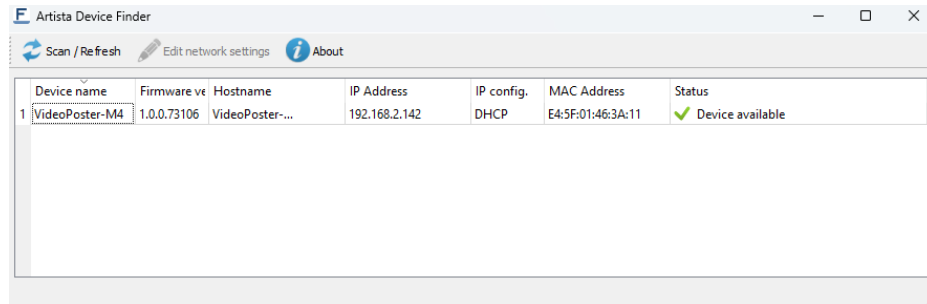 Artista Device Finder
Scan / Refresh Edit network settings About
Device name Firmware ve Hostname IP Address IP config. MAC Address Status
1 VideoPoster-M4 1.0.0.73106 VideoPoster-... 192.168.2.142 DHCP E4:5F:01:46:3A:11 Device available